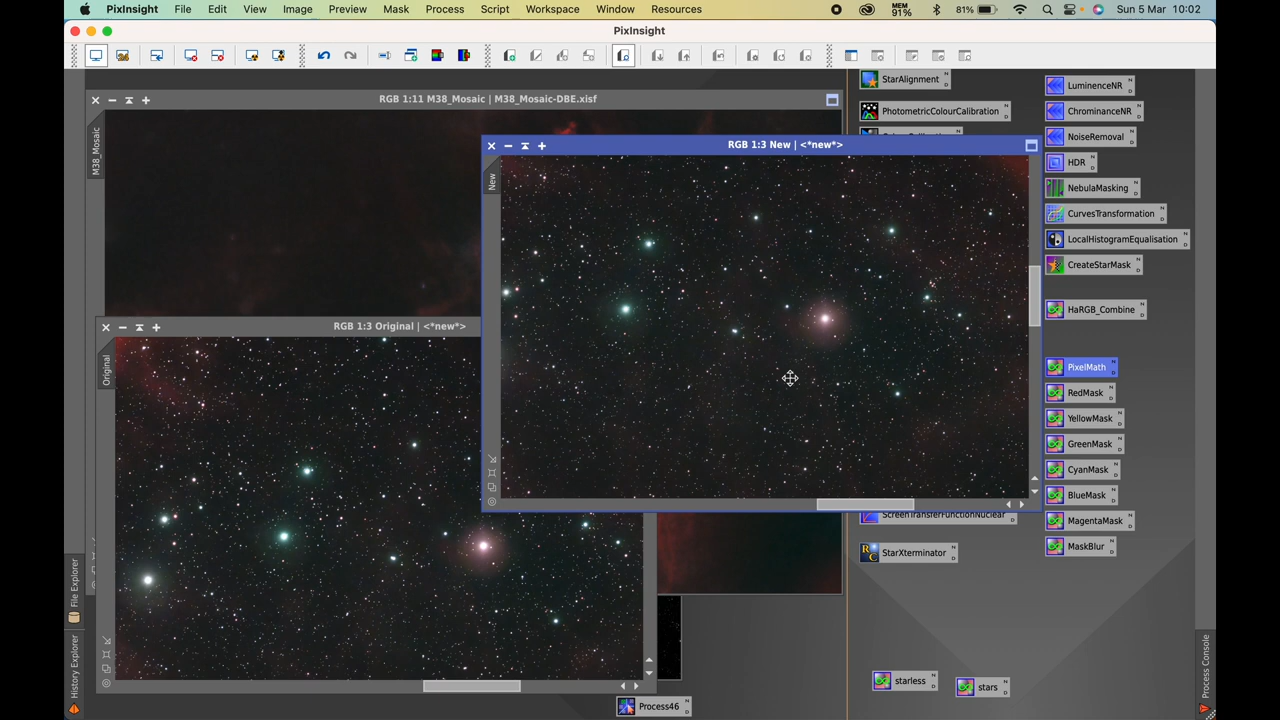 PixInsight File Edit View Image Preview Mask Process Script Workspace Window Resources MEM 91% 81% Sun 5 Mar 10:02
PixInsight
RGB 1:11 M38_Mosaic | M38_Mosaic-DBE.xisf
M38_Mosaic
RGB 1:3 New | <*new*>
New
RGB 1:3 Original | <*new*>
Original
File Explorer
History Explorer
StarAlignment
PhotometricColourCalibration
ScreenTransferFunctionNuclear
StarXterminator
starless
stars
Process46
LuminenceNR
ChrominanceNR
NoiseRemoval
HDR
NebulaMasking
CurvesTransformation
LocalHistogramEqualisation
CreateStarMask
HaRGB_Combine
PixelMath
RedMask
YellowMask
GreenMask
CyanMask
BlueMask
MagentaMask
MaskBlur
Process Console